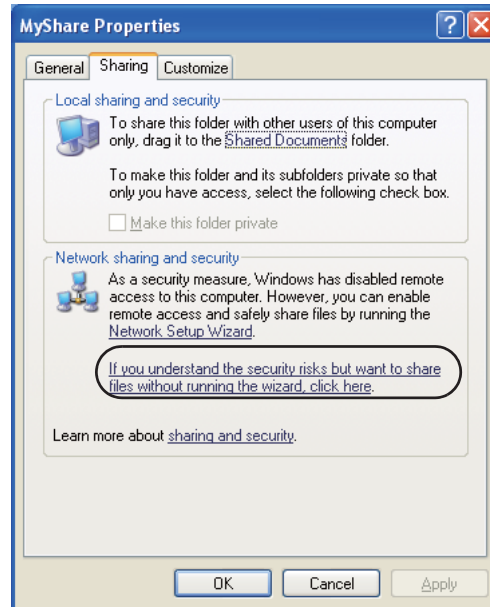 MyShare Properties
General Sharing Customize
Local sharing and security
To share this folder with other users of this computer
only, drag it to the Shared Documents folder.
To make this folder and its subfolders private so that
only you have access, select the following check box.
Make this folder private
Network sharing and security
As a security measure, Windows has disabled remote
access to this computer. However, you can enable
remote access and safely share files by running the
Network Setup Wizard.
If you understand the security risks but want to share
files without running the wizard, click here.
Learn more about sharing and security.
OK Cancel Apply